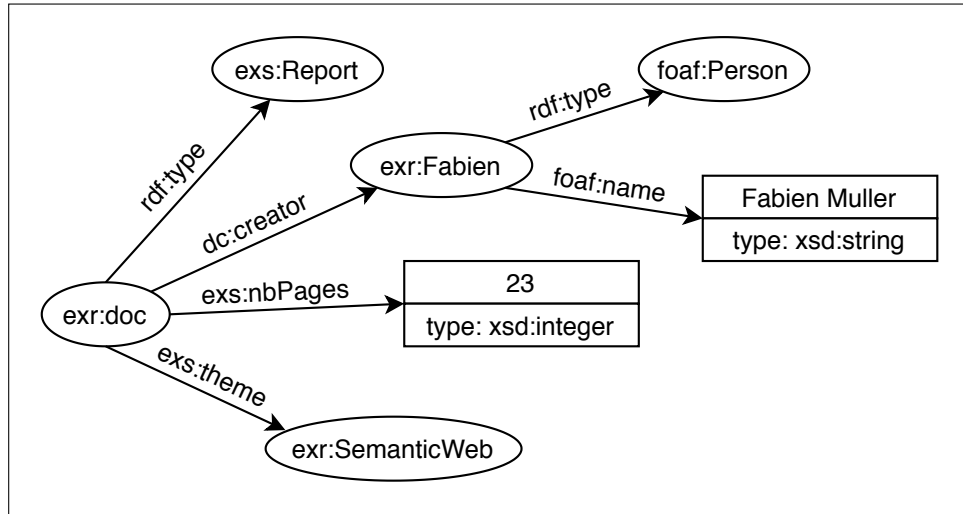 exs:Report
foaf:Person
rdf:type
rdf:type
exr:Fabien
foaf:name
Fabien Muller
type: xsd:string
dc:creator
exs:nbPages
23
type: xsd:integer
exr:doc
exs:theme
exr:SemanticWeb